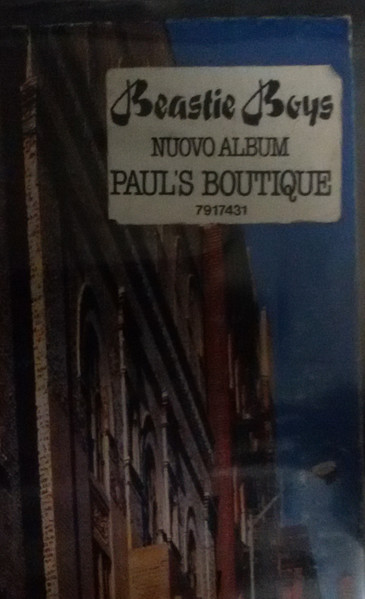 Beastie Boys
NUOVO ALBUM
PAUL'S BOUTIQUE
7917431